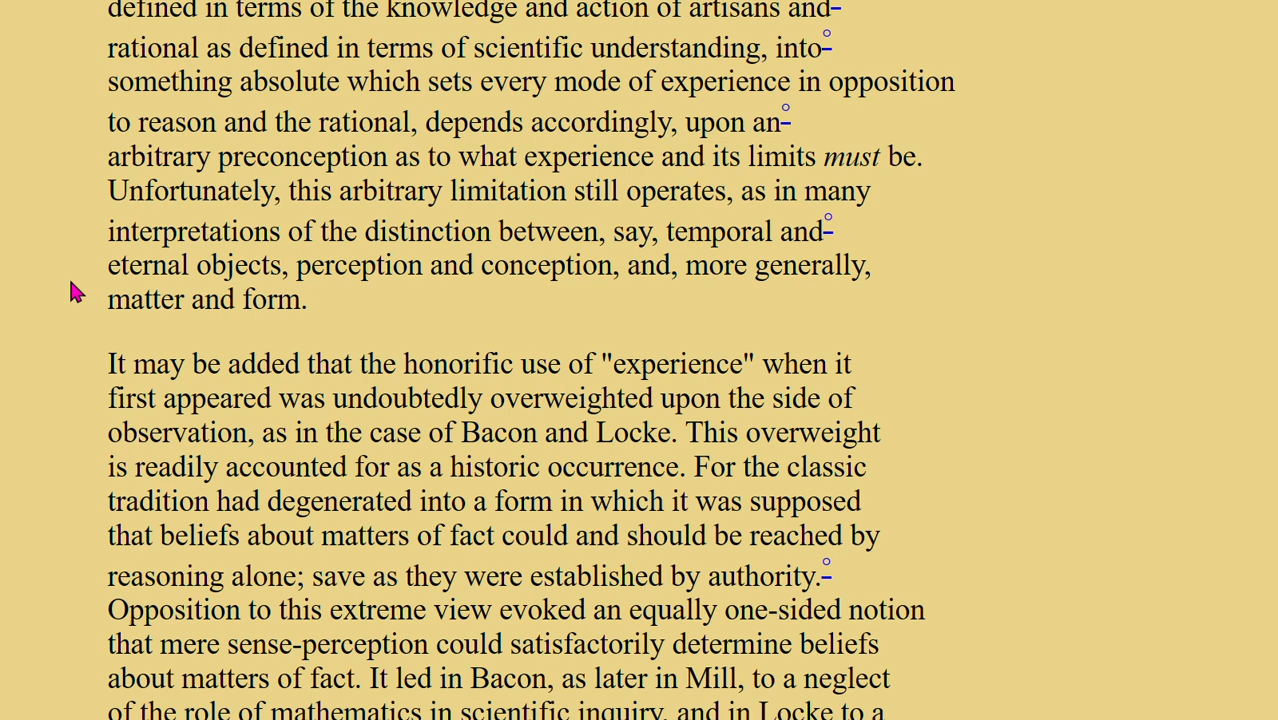 defined in terms of the knowledge and action of artisans and°
rational as defined in terms of scientific understanding, into°
something absolute which sets every mode of experience in opposition
to reason and the rational, depends accordingly, upon an°
arbitrary preconception as to what experience and its limits must be.
Unfortunately, this arbitrary limitation still operates, as in many
interpretations of the distinction between, say, temporal and°
eternal objects, perception and conception, and, more generally,
matter and form.
It may be added that the honorific use of "experience" when it
first appeared was undoubtedly overweighted upon the side of
observation, as in the case of Bacon and Locke. This overweight
is readily accounted for as a historic occurrence. For the classic
tradition had degenerated into a form in which it was supposed
that beliefs about matters of fact could and should be reached by
reasoning alone; save as they were established by authority.°
Opposition to this extreme view evoked an equally one-sided notion
that mere sense-perception could satisfactorily determine beliefs
about matters of fact. It led in Bacon, as later in Mill, to a neglect
of the role of mathematics in scientific inquiry, and in Locke to a